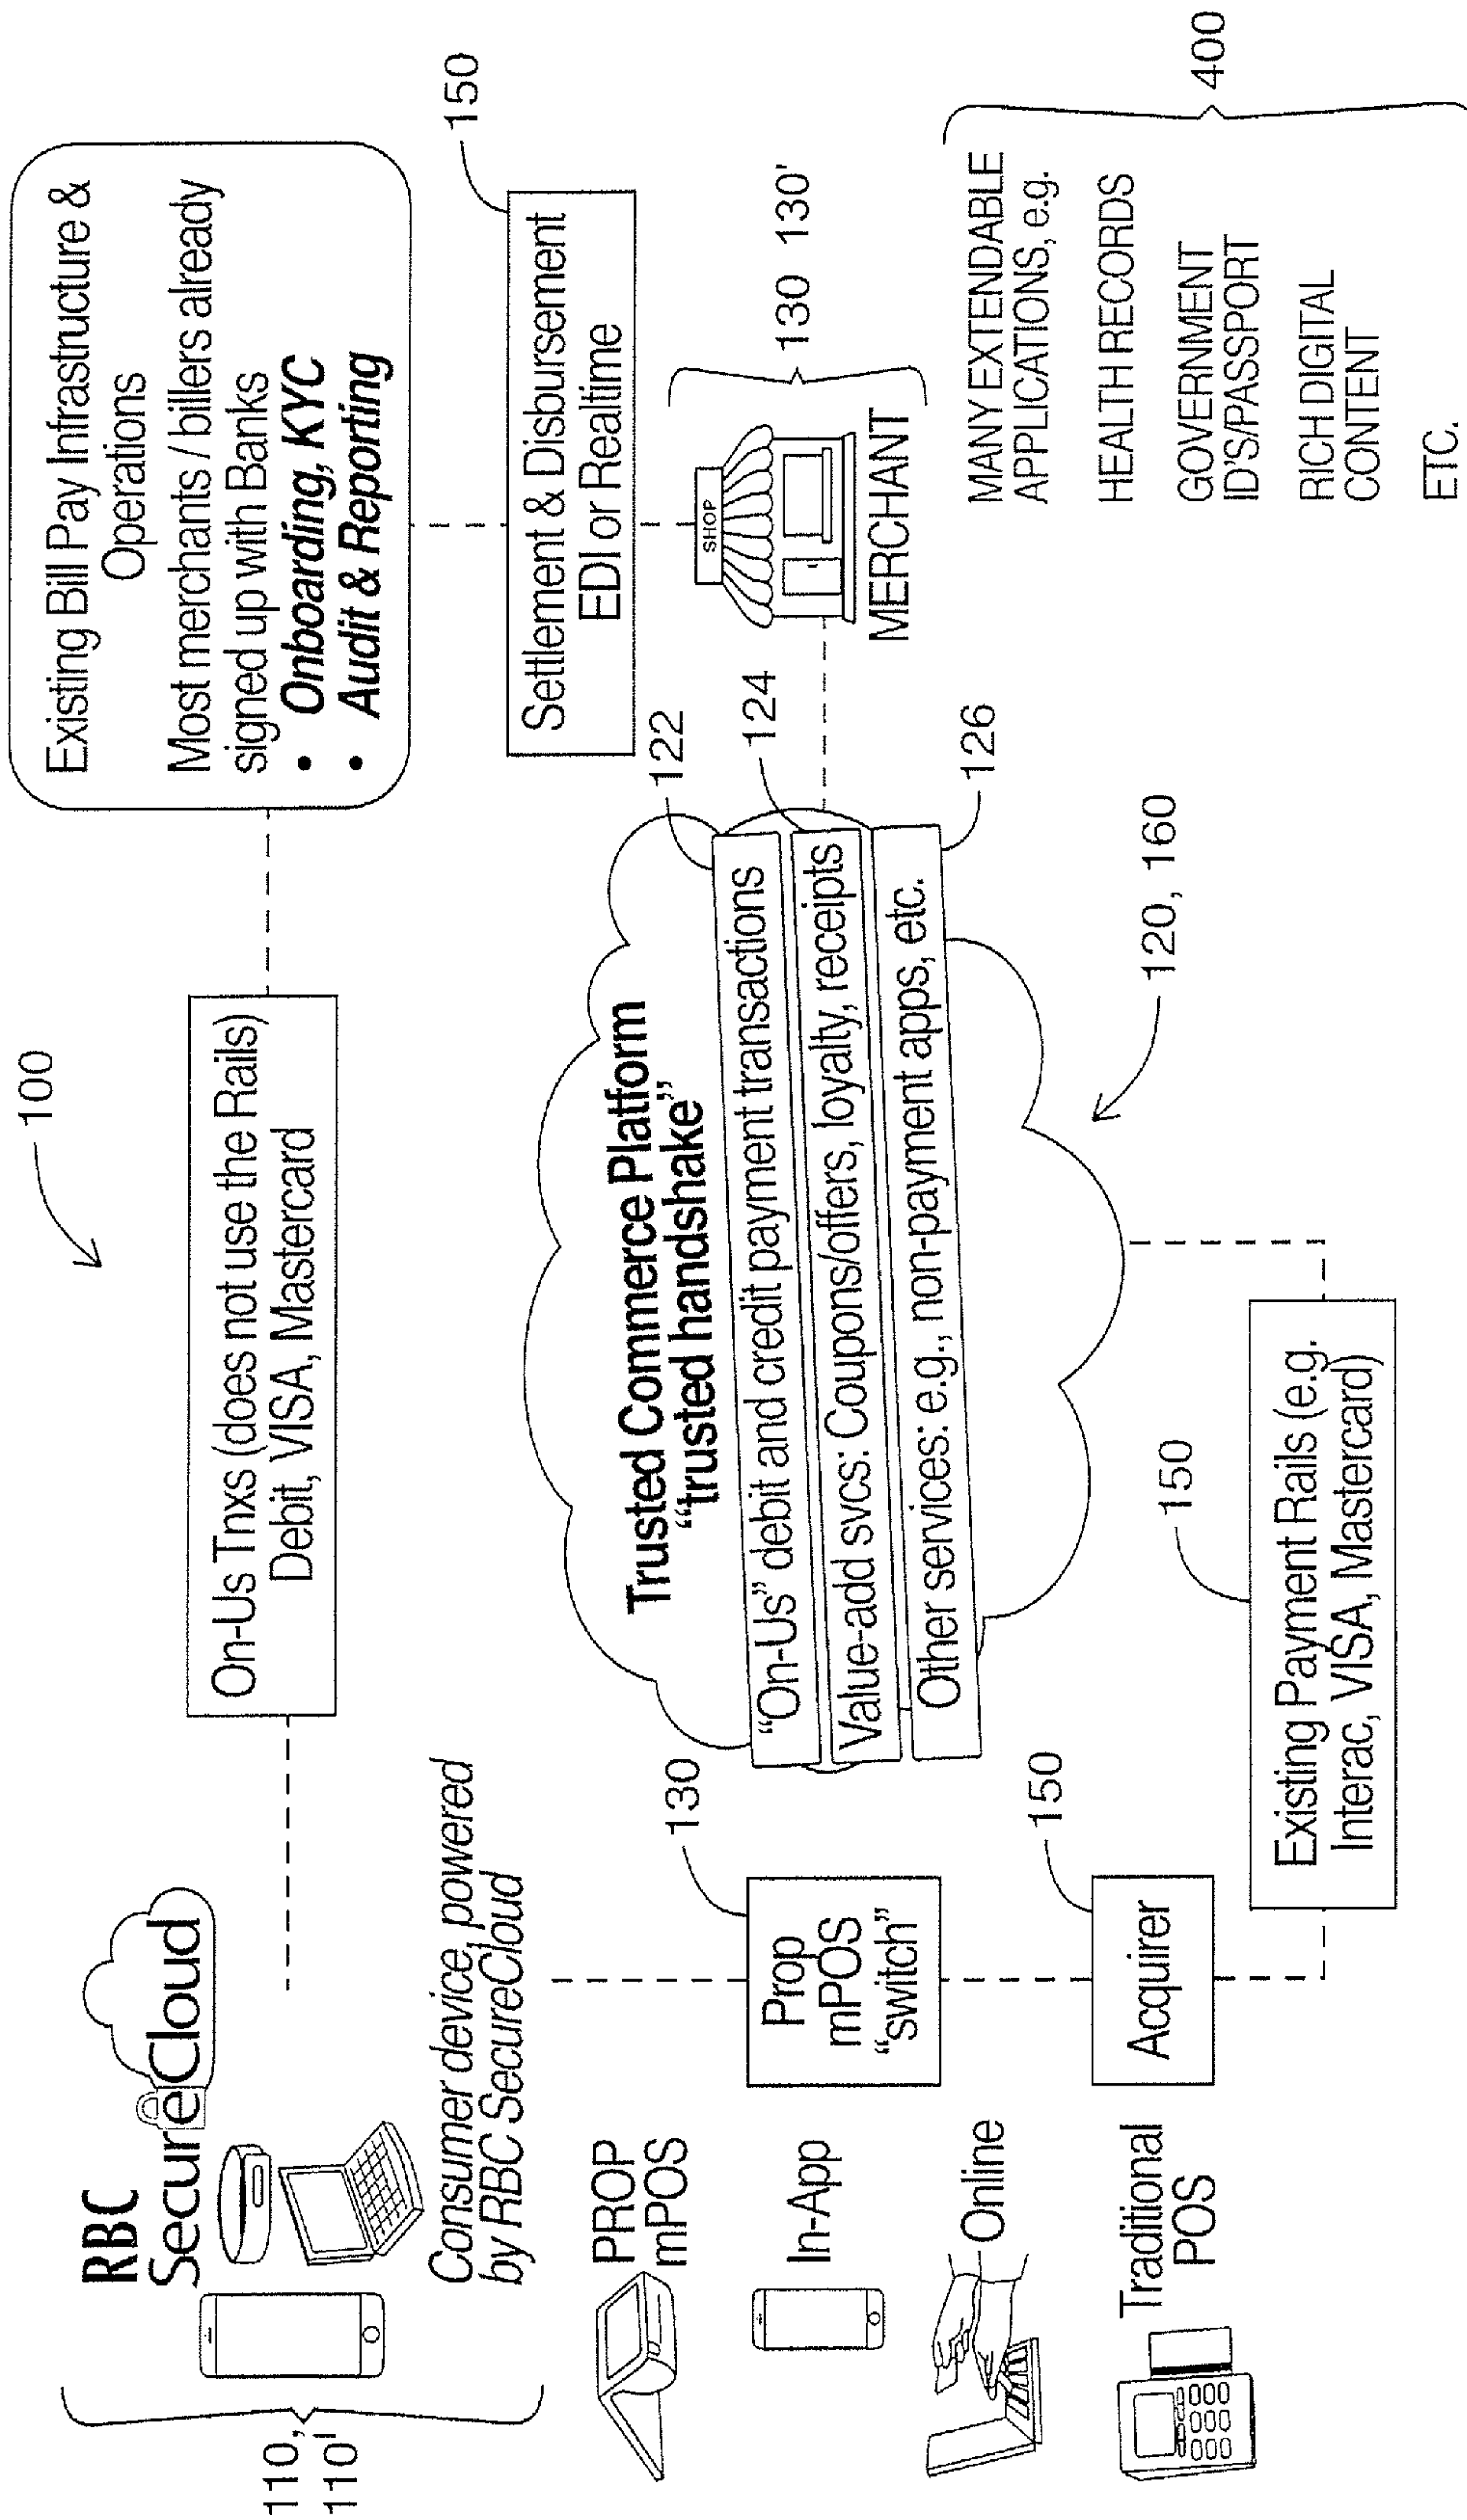 100
RBC
SecureCloud
110,
110'
Consumer device, powered
by RBC SecureCloud
On-Us Tnxs (does not use the Rails)
Debit, VISA, Mastercard
Existing Bill Pay Infrastructure &
Operations
Most merchants / billers already
signed up with Banks
• Onboarding, KYC
• Audit & Reporting
150
Settlement & Disbursement
EDI or Realtime
SHOP
MERCHANT
130 130'
PROP
mPOS
In-App
Online
Traditional
POS
130
Prop
mPOS
“switch”
150
Acquirer
Trusted Commerce Platform
“trusted handshake”
“On-Us” debit and credit payment transactions
Value-add svcs: Coupons/offers, loyalty, receipts
Other services: e.g., non-payment apps, etc.
122
124
126
120, 160
150
Existing Payment Rails (e.g.
Interac, VISA, Mastercard)
MANY EXTENDABLE
APPLICATIONS, e.g.
HEALTH RECORDS
GOVERNMENT
ID'S/PASSPORT
RICH DIGITAL
CONTENT
ETC.
400